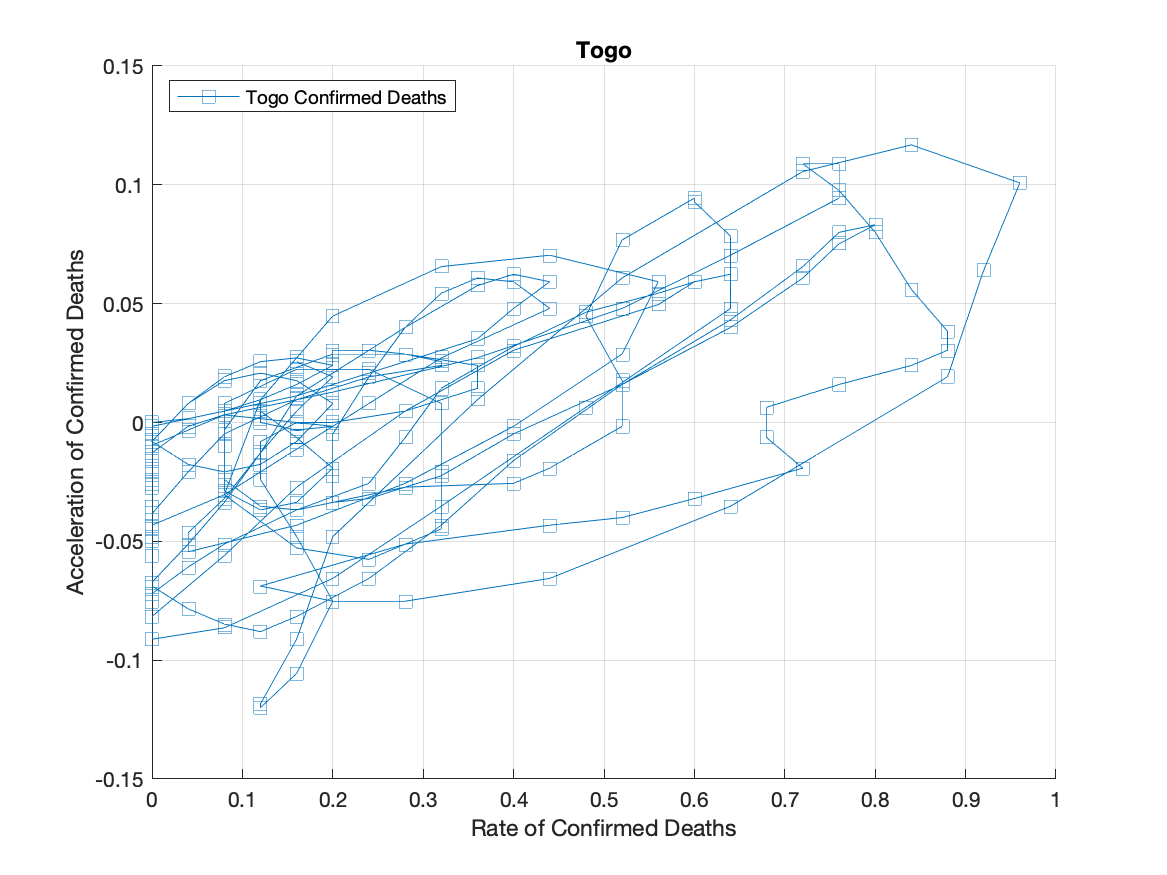 Togo
Togo Confirmed Deaths
0.15
0.1
0.05
0
-0.05
-0.1
-0.15
Acceleration of Confirmed Deaths
0 0.1 0.2 0.3 0.4 0.5 0.6 0.7 0.8 0.9 1
Rate of Confirmed Deaths